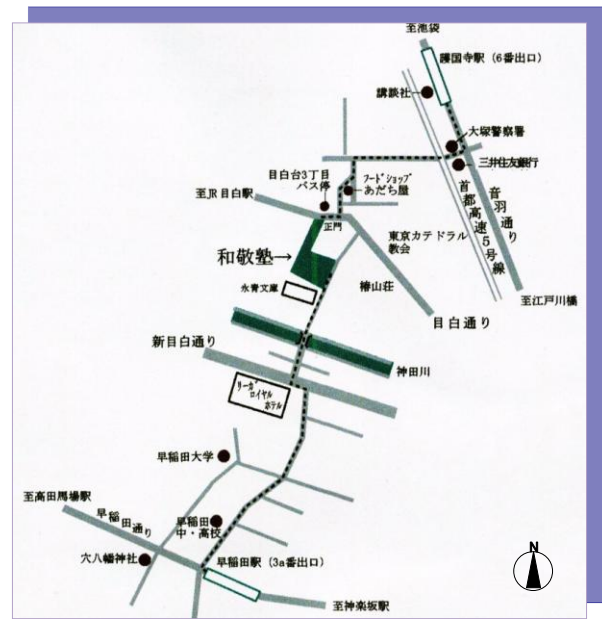 至池袋
護国寺駅（6番出口）
講談社
大塚警察署
三井住友銀行
目白台3丁目
バス停
フードショップ
あだち屋
至JR目白駅
正門
首都高速5号線
音羽通り
東京カテドラル
教会
和敬塾→
永青文庫
椿山荘
至江戸川橋
目白通り
新目白通り
神田川
リーガ
ロイヤル
ホテル
早稲田大学
至高田馬場駅
早稲田通り
早稲田
中・高校
穴八幡神社
早稲田駅（3a番出口）
至神楽坂駅
N